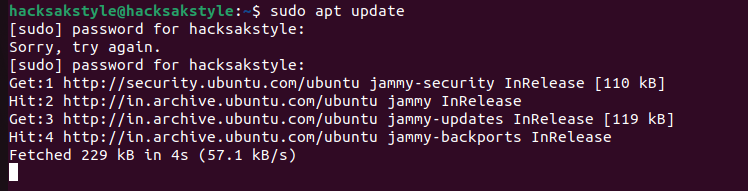 hacksakstyle@hacksakstyle:~$ sudo apt update
[sudo] password for hacksakstyle:
Sorry, try again.
[sudo] password for hacksakstyle:
Get:1 http://security.ubuntu.com/ubuntu jammy-security InRelease [110 kB]
Hit:2 http://in.archive.ubuntu.com/ubuntu jammy InRelease
Get:3 http://in.archive.ubuntu.com/ubuntu jammy-updates InRelease [119 kB]
Hit:4 http://in.archive.ubuntu.com/ubuntu jammy-backports InRelease
Fetched 229 kB in 4s (57.1 kB/s)